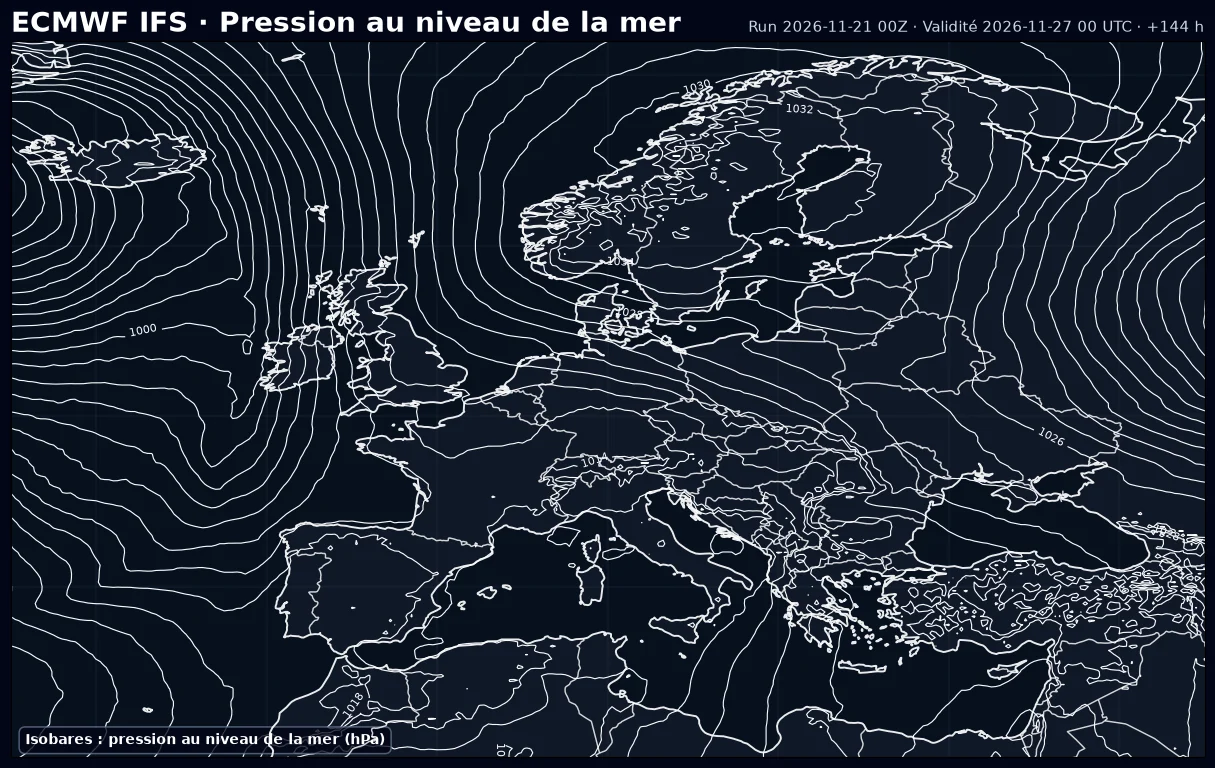 ECMWF IFS · Pression au niveau de la mer
Run 2026-11-21 00Z · Validité 2026-11-27 00 UTC · +144 h
1030
1032
1000
1026
1018
Isobares : pression au niveau de la mer (hPa)